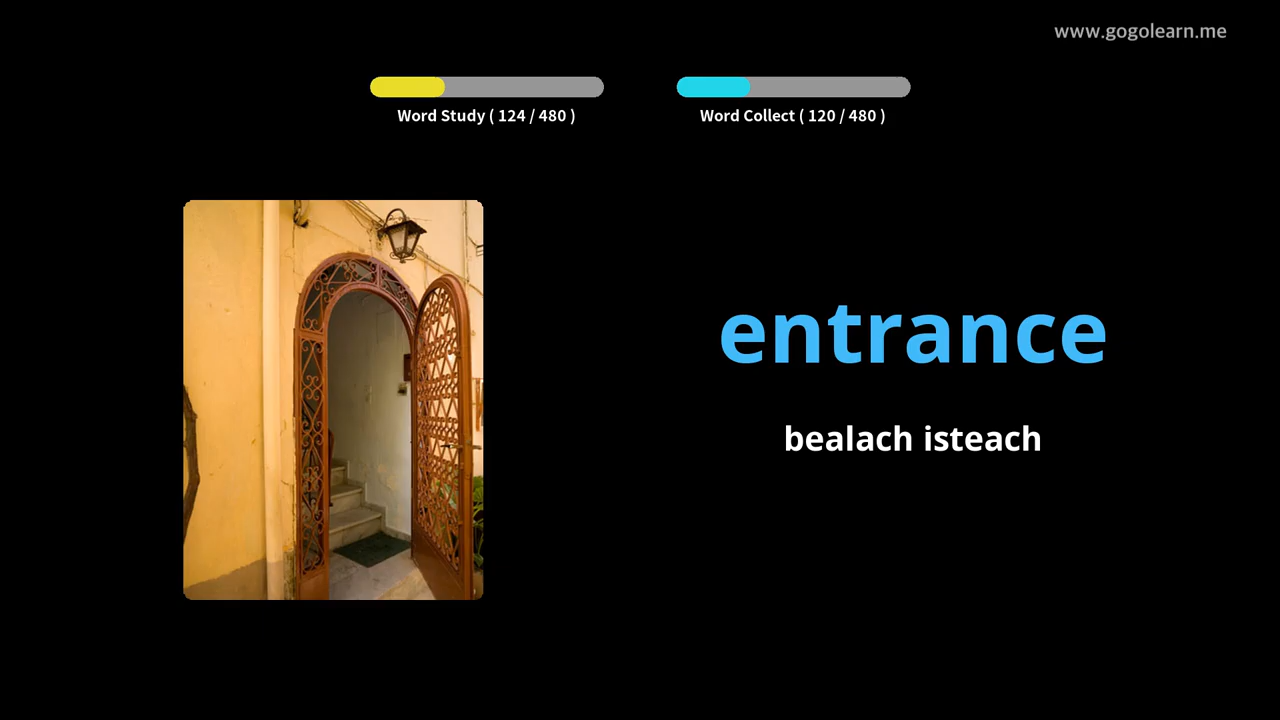 www.gogolearn.me
Word Study ( 124 / 480 )
Word Collect ( 120 / 480 )
entrance
bealach isteach